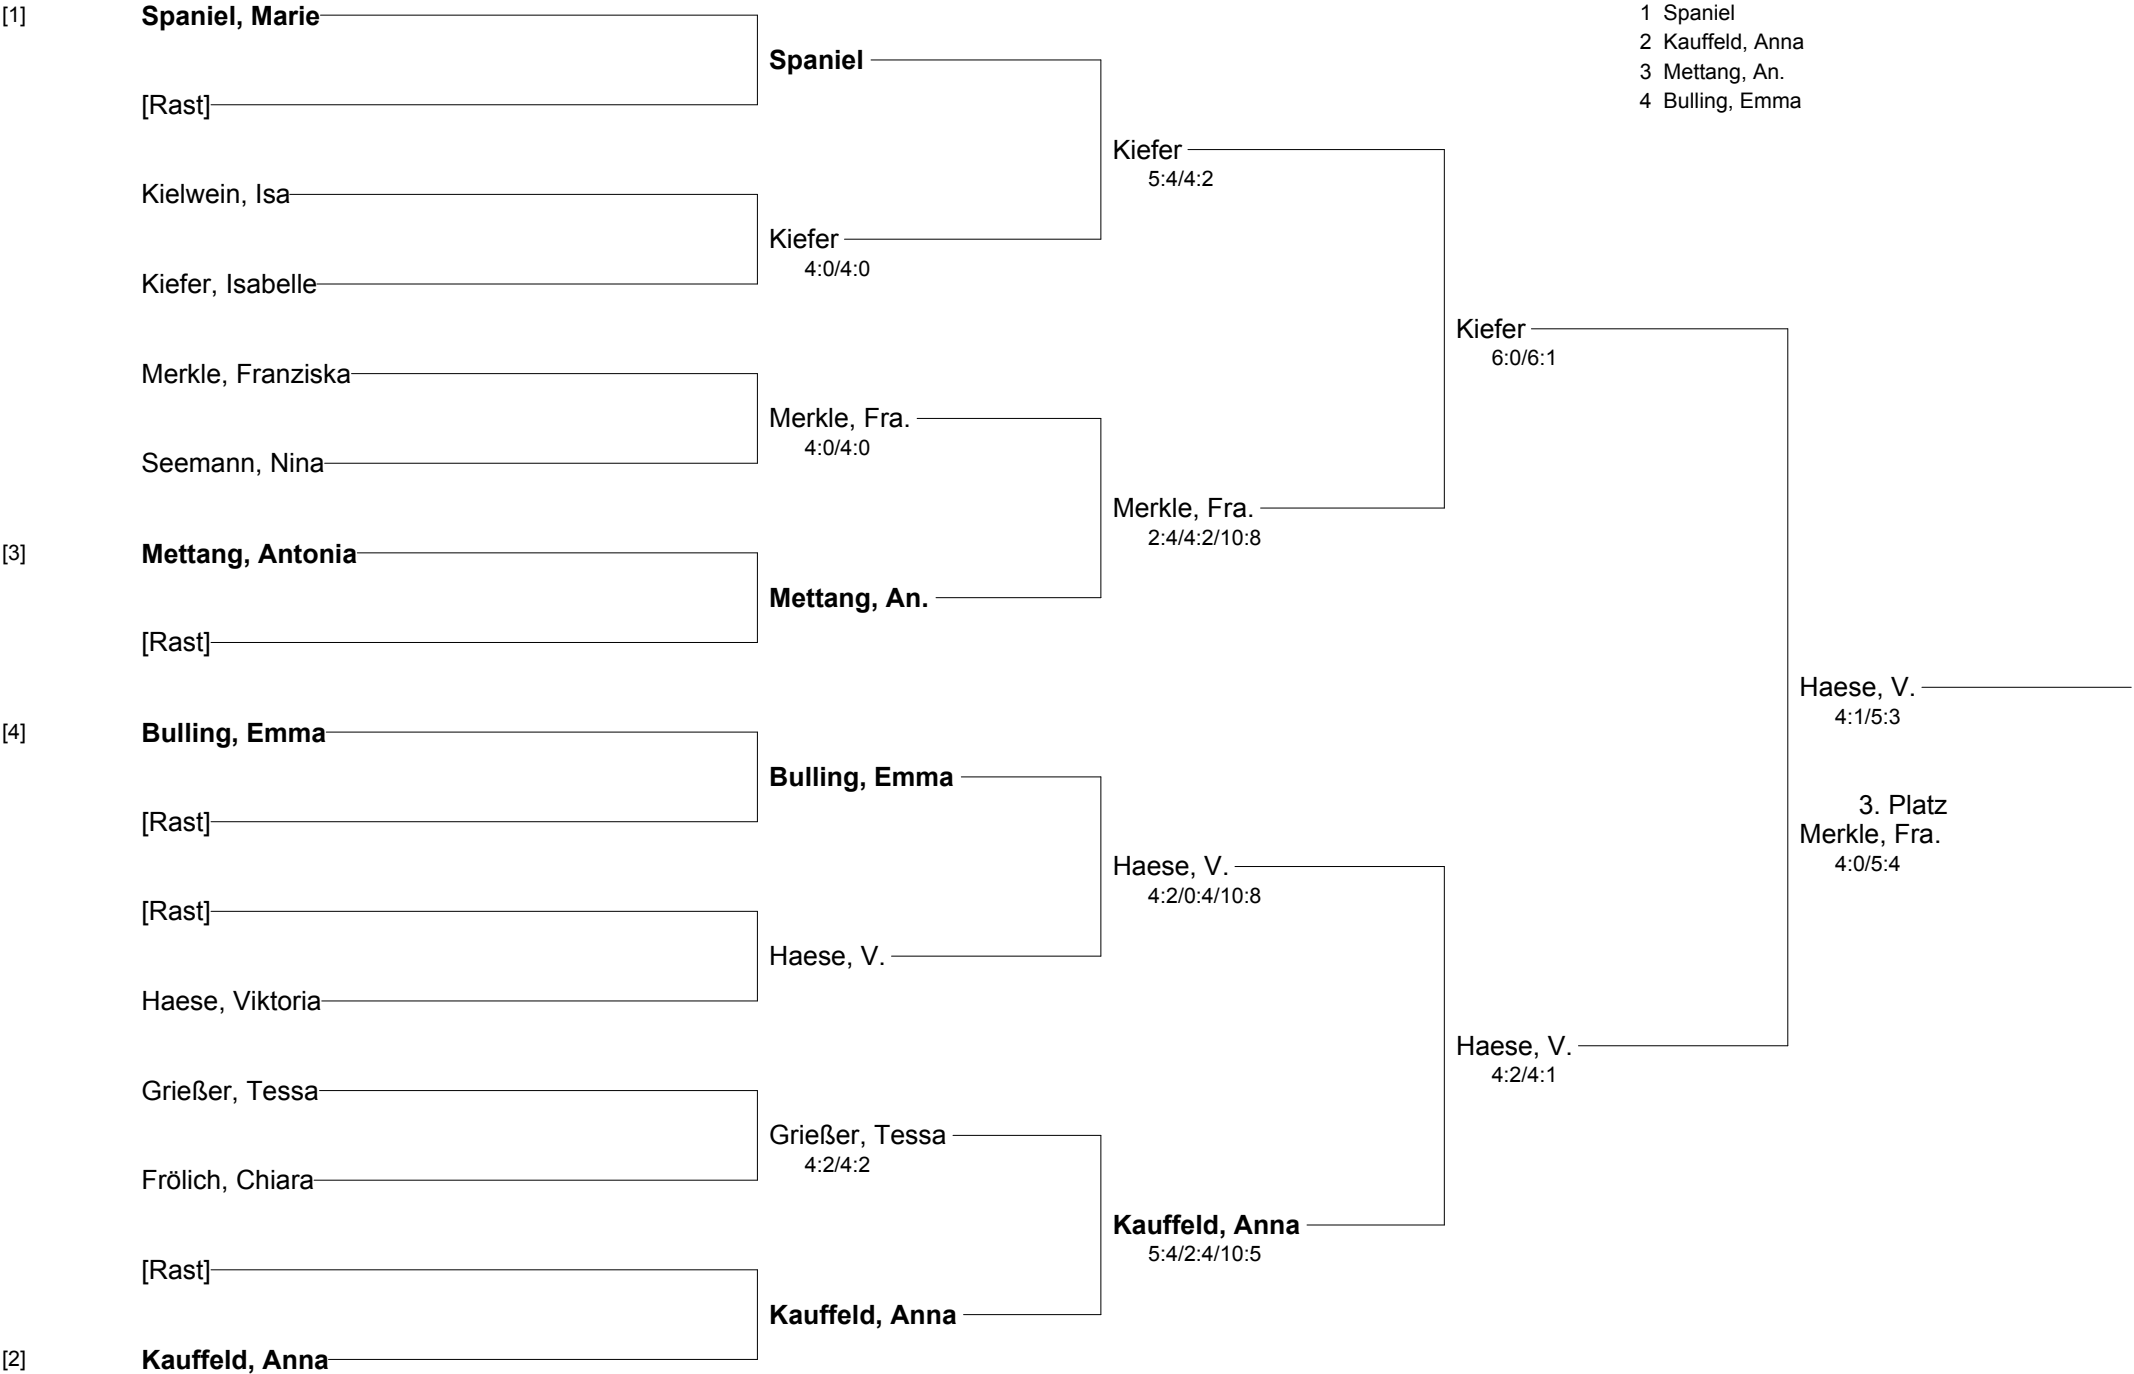 [1] Spaniel, Marie
[Rast]
Kielwein, Isa
Kiefer, Isabelle
Merkle, Franziska
Seemann, Nina
[3] Mettang, Antonia
[Rast]
[4] Bulling, Emma
[Rast]
[Rast]
Haese, Viktoria
Grießer, Tessa
Frölich, Chiara
[Rast]
[2] Kauffeld, Anna
Spaniel
Kiefer
4:0/4:0
Merkle, Fra.
4:0/4:0
Mettang, An.
Bulling, Emma
Haese, V.
Grießer, Tessa
4:2/4:2
Kauffeld, Anna
Kiefer
5:4/4:2
Merkle, Fra.
2:4/4:2/10:8
Haese, V.
4:2/0:4/10:8
Kauffeld, Anna
5:4/2:4/10:5
Kiefer
6:0/6:1
Haese, V.
4:2/4:1
1 Spaniel
2 Kauffeld, Anna
3 Mettang, An.
4 Bulling, Emma
Haese, V.
4:1/5:3
3. Platz
Merkle, Fra.
4:0/5:4